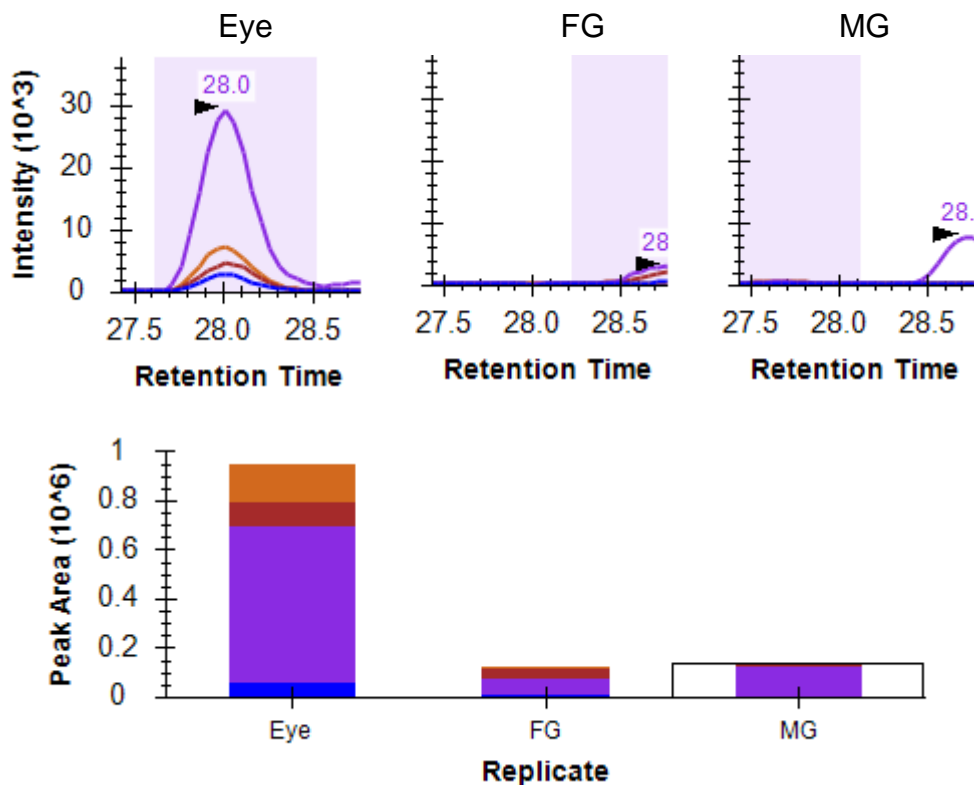 Eye FG MG
Intensity (10^3)
30
20
10
0
28.0
27.5 28.0 28.5
Retention Time
28
27.5 28.0 28.5
Retention Time
28.
27.5 28.0 28.5
Retention Time
Peak Area (10^6)
1
0.8
0.6
0.4
0.2
0
Eye FG MG
Replicate